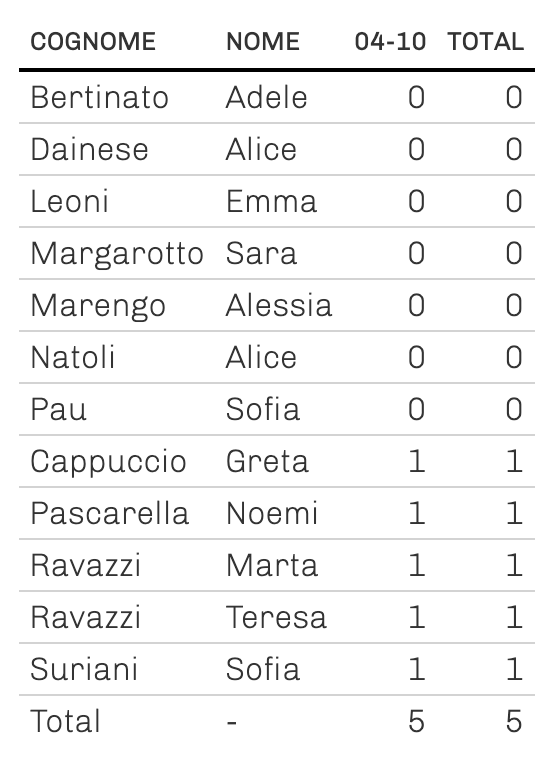 COGNOME NOME 04-10 TOTAL
Bertinato Adele 0 0
Dainese Alice 0 0
Leoni Emma 0 0
Margarotto Sara 0 0
Marengo Alessia 0 0
Natoli Alice 0 0
Pau Sofia 0 0
Cappuccio Greta 1 1
Pascarella Noemi 1 1
Ravazzi Marta 1 1
Ravazzi Teresa 1 1
Suriani Sofia 1 1
Total - 5 5